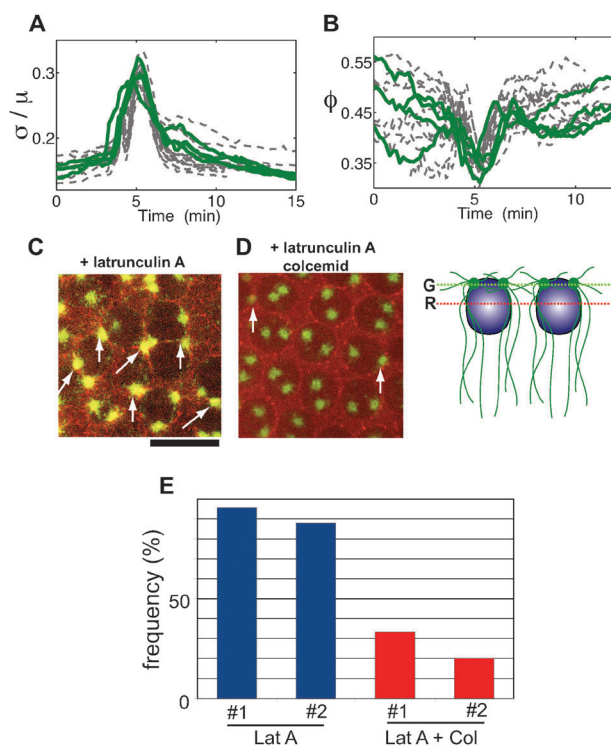 A
σ / μ
0.3
0.2
0 5 10 15
Time (min)
B
ϕ
0.55
0.45
0.35
0 5 10
Time (min)
C
+ latrunculin A
D
+ latrunculin A
colcemid
G
R
E
frequency (%)
50
0
#1 #2 #1 #2
Lat A Lat A + Col